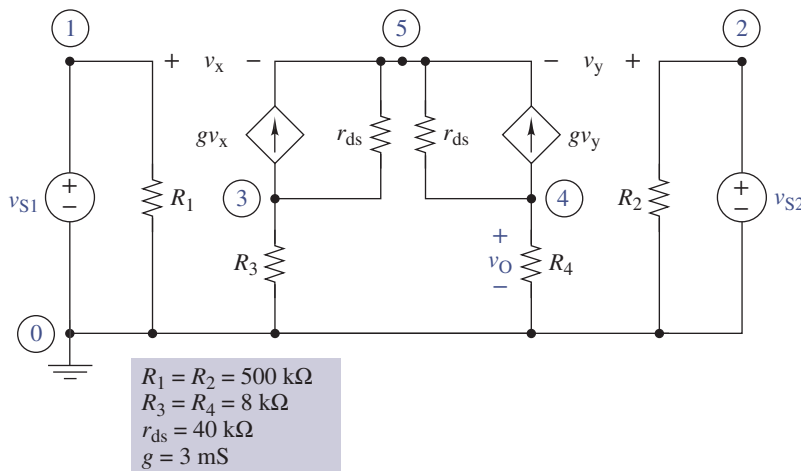 1
5
2
+ v_x −
− v_y +
gv_x
r_ds
r_ds
gv_y
3
4
v_S1
+
−
R_1
R_3
+
v_O
−
R_4
R_2
+
−
v_S2
0
R_1 = R_2 = 500 kΩ
R_3 = R_4 = 8 kΩ
r_ds = 40 kΩ
g = 3 mS